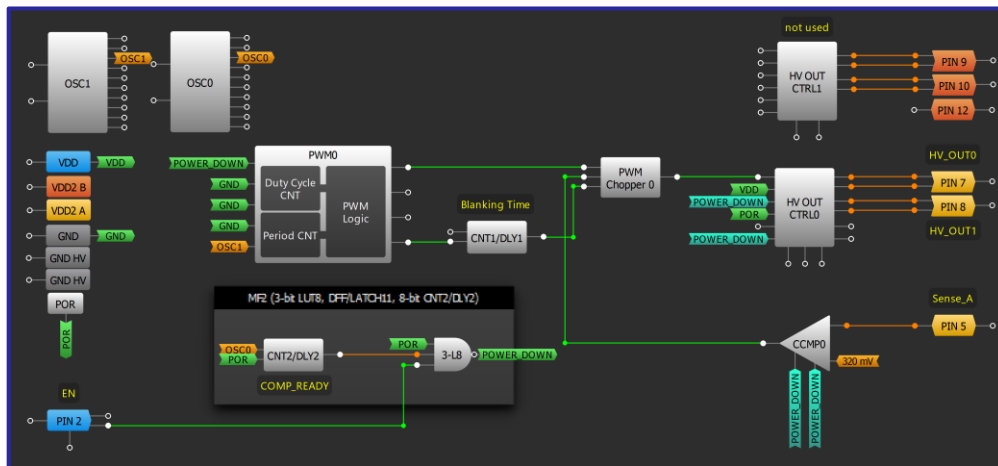 not used
OSC1
OSC1
OSC0
OSC0
HV OUT
CTRL1
PIN 9
PIN 10
PIN 12
VDD
VDD
VDD2 B
VDD2 A
GND
GND
GND HV
GND HV
POR
POR
POWER_DOWN
GND
GND
GND
OSC1
PWM0
Duty Cycle
CNT
Period CNT
PWM
Logic
Blanking Time
CNT1/DLY1
PWM
Chopper 0
VDD
POWER_DOWN
POR
POWER_DOWN
HV OUT
CTRL0
HV_OUT0
PIN 7
PIN 8
HV_OUT1
MF2 (3-bit LUT8, DFF/LATCH11, 8-bit CNT2/DLY2)
OSC0
POR
CNT2/DLY2
COMP_READY
POR
3-L8
POWER_DOWN
Sense_A
PIN 5
CCMP0
320 mV
POWER_DOWN
POWER_DOWN
EN
PIN 2